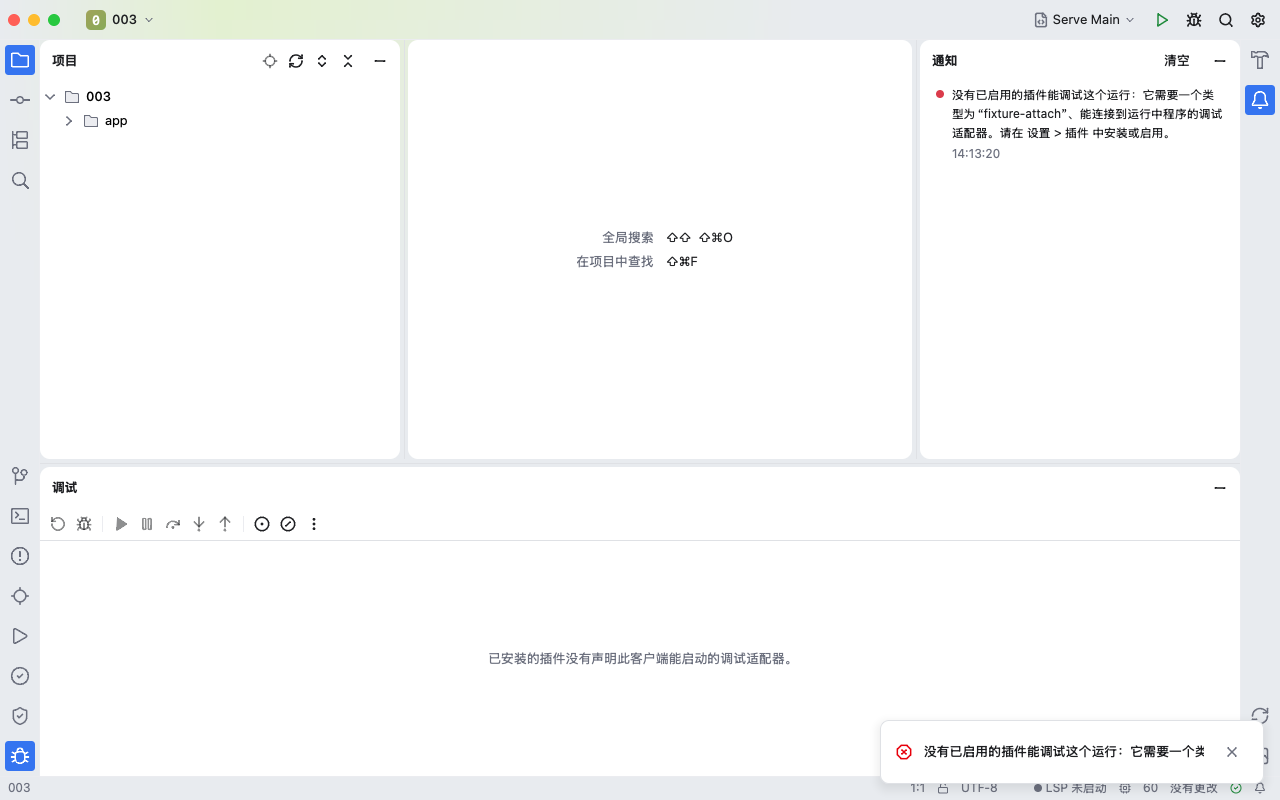 0 003
Serve Main
项目
003
app
全局搜索 ⇧⇧ ⇧⌘O
在项目中查找 ⇧⌘F
通知 清空
没有已启用的插件能调试这个运行：它需要一个类
型为 “fixture-attach”、能连接到运行中程序的调试
适配器。请在 设置 > 插件 中安装或启用。
14:13:20
调试
已安装的插件没有声明此客户端能启动的调试适配器。
没有已启用的插件能调试这个运行：它需要一个类
003
1:1 UTF-8 LSP 未启动 60 没有更改